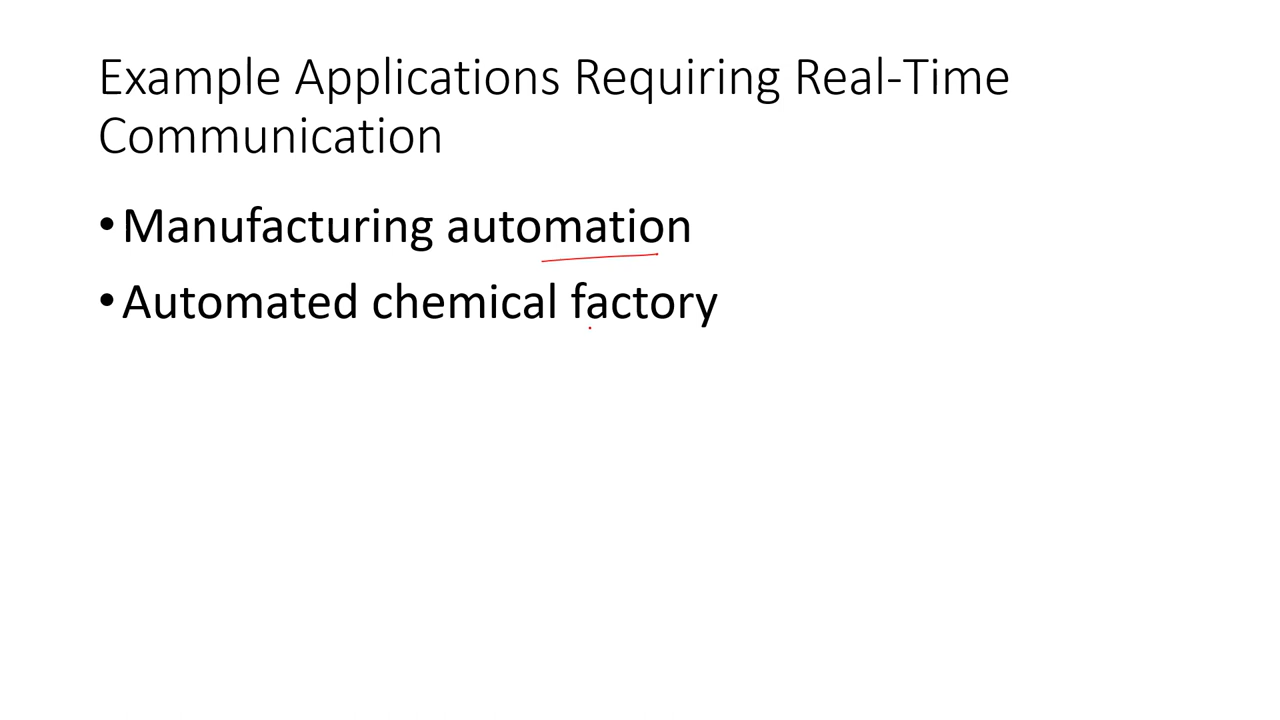 Example Applications Requiring Real-Time
Communication
• Manufacturing automation
• Automated chemical factory